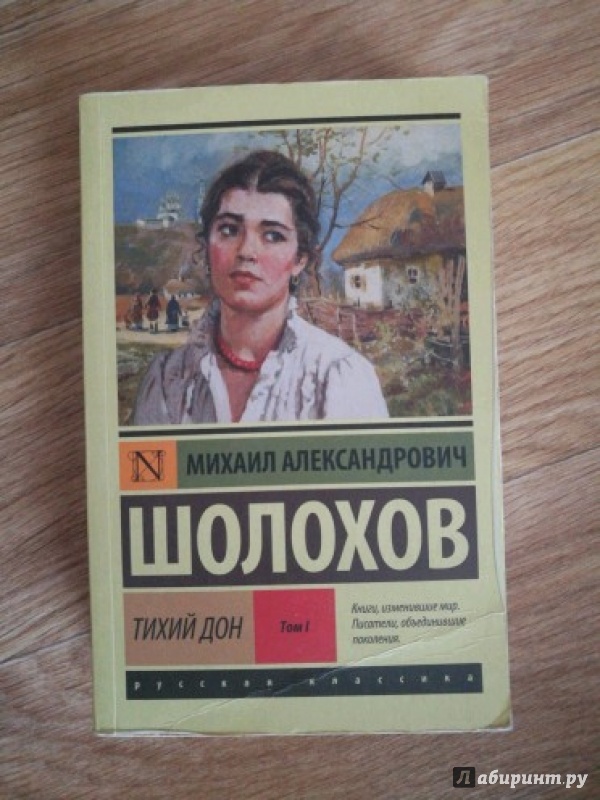 N
МИХАИЛ АЛЕКСАНДРОВИЧ
ШОЛОХОВ
ТИХИЙ ДОН
Том I
Книги, изменившие мир.
Писатели, объединившие
поколения.
русская классика
Лабиринт.ру